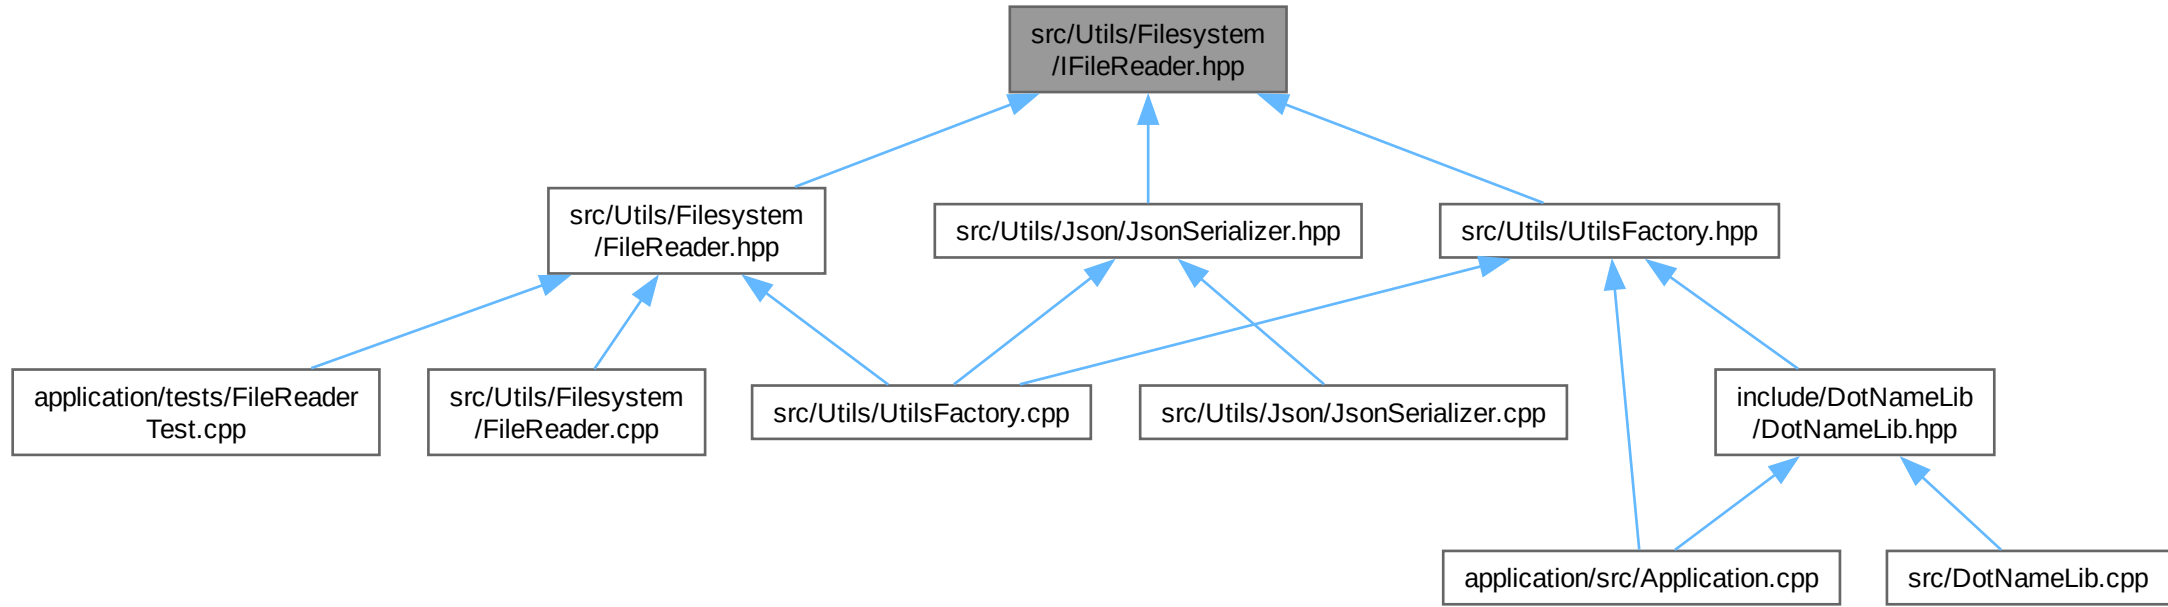 src/Utils/Filesystem
/IFileReader.hpp
src/Utils/Filesystem
/FileReader.hpp
src/Utils/Json/JsonSerializer.hpp
src/Utils/UtilsFactory.hpp
application/tests/FileReader
Test.cpp
src/Utils/Filesystem
/FileReader.cpp
src/Utils/UtilsFactory.cpp
src/Utils/Json/JsonSerializer.cpp
include/DotNameLib
/DotNameLib.hpp
application/src/Application.cpp
src/DotNameLib.cpp